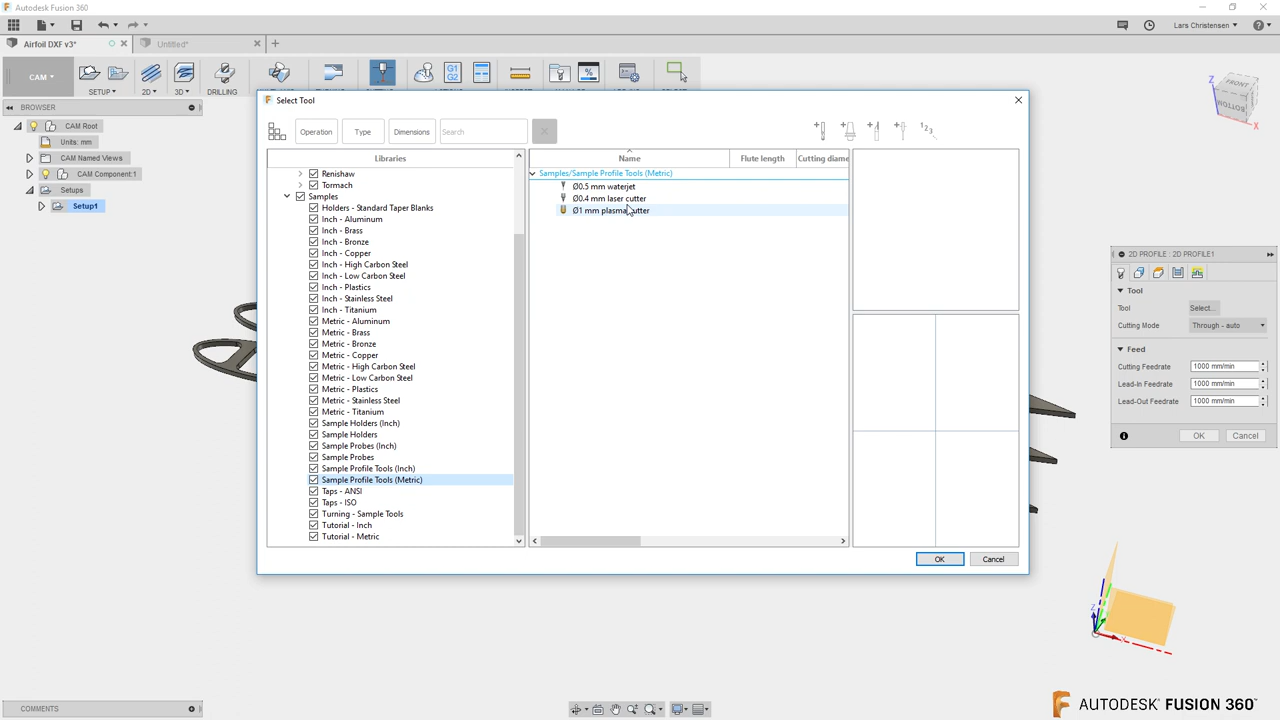 Autodesk Fusion 360
Lars Christensen
Airfoil DXF v3*
Untitled*
CAM
SETUP
2D
3D
DRILLING
BROWSER
CAM Root
Units: mm
CAM Named Views
CAM Component:1
Setups
Setup1
Select Tool
Operation
Type
Dimensions
Search
Libraries
Renishaw
Tormach
Samples
Holders - Standard Taper Blanks
Inch - Aluminum
Inch - Brass
Inch - Bronze
Inch - Copper
Inch - High Carbon Steel
Inch - Low Carbon Steel
Inch - Plastics
Inch - Stainless Steel
Inch - Titanium
Metric - Aluminum
Metric - Brass
Metric - Bronze
Metric - Copper
Metric - High Carbon Steel
Metric - Low Carbon Steel
Metric - Plastics
Metric - Stainless Steel
Metric - Titanium
Sample Holders (Inch)
Sample Holders
Sample Probes (Inch)
Sample Probes
Sample Profile Tools (Inch)
Sample Profile Tools (Metric)
Taps - ANSI
Taps - ISO
Turning - Sample Tools
Tutorial - Inch
Tutorial - Metric
Name
Flute length
Cutting diame
Samples/Sample Profile Tools (Metric)
Ø0.5 mm waterjet
Ø0.4 mm laser cutter
Ø1 mm plasma cutter
OK
Cancel
Z
FRONT
BOTTOM
X
2D PROFILE : 2D PROFILE1
Tool
Tool
Select...
Cutting Mode
Through - auto
Feed
Cutting Feedrate
1000 mm/min
Lead-In Feedrate
1000 mm/min
Lead-Out Feedrate
1000 mm/min
OK
Cancel
COMMENTS
AUTODESK® FUSION 360™